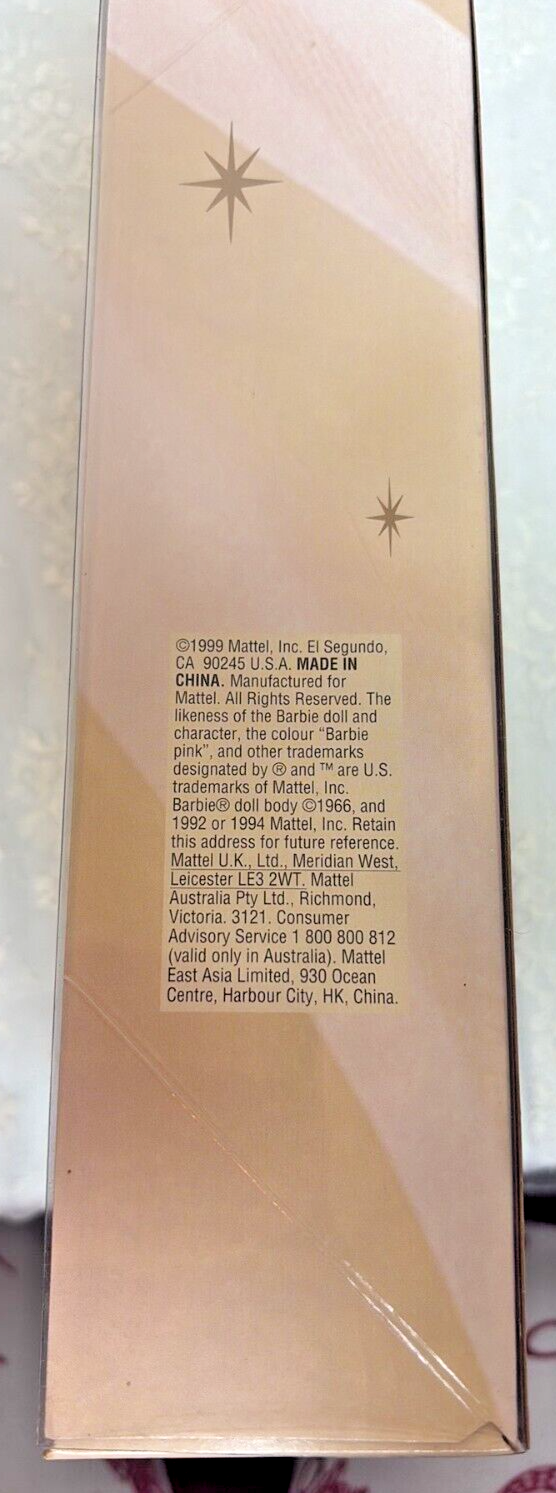 ©1999 Mattel, Inc. El Segundo,
CA 90245 U.S.A. MADE IN
CHINA. Manufactured for
Mattel. All Rights Reserved. The
likeness of the Barbie doll and
character, the colour “Barbie
pink”, and other trademarks
designated by ® and ™ are U.S.
trademarks of Mattel, Inc.
Barbie® doll body ©1966, and
1992 or 1994 Mattel, Inc. Retain
this address for future reference.
Mattel U.K., Ltd., Meridian West,
Leicester LE3 2WT. Mattel
Australia Pty Ltd., Richmond,
Victoria. 3121. Consumer
Advisory Service 1 800 800 812
(valid only in Australia). Mattel
East Asia Limited, 930 Ocean
Centre, Harbour City, HK, China.